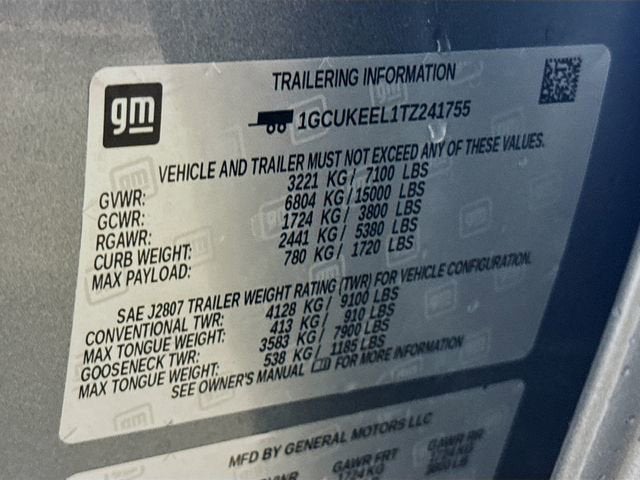 gm
TRAILERING INFORMATION
1GCUKEEL1TZ241755
VEHICLE AND TRAILER MUST NOT EXCEED ANY OF THESE VALUES.
GVWR: 3221 KG/ 7100 LBS
GCWR: 6804 KG/15000 LBS
RGAWR: 1724 KG/ 3800 LBS
CURB WEIGHT: 2441 KG/ 5380 LBS
MAX PAYLOAD: 780 KG/ 1720 LBS
SAE J2807 TRAILER WEIGHT RATING (TWR) FOR VEHICLE CONFIGURATION.
CONVENTIONAL TWR: 4128 KG/ 9100 LBS
MAX TONGUE WEIGHT: 413 KG/ 910 LBS
GOOSENECK TWR: 3583 KG/ 7900 LBS
MAX TONGUE WEIGHT: 538 KG/ 1185 LBS
SEE OWNER'S MANUAL FOR MORE INFORMATION
MFD BY GENERAL MOTORS LLC
GAWR FRT GAWR RR
1724 KG 1724 KG